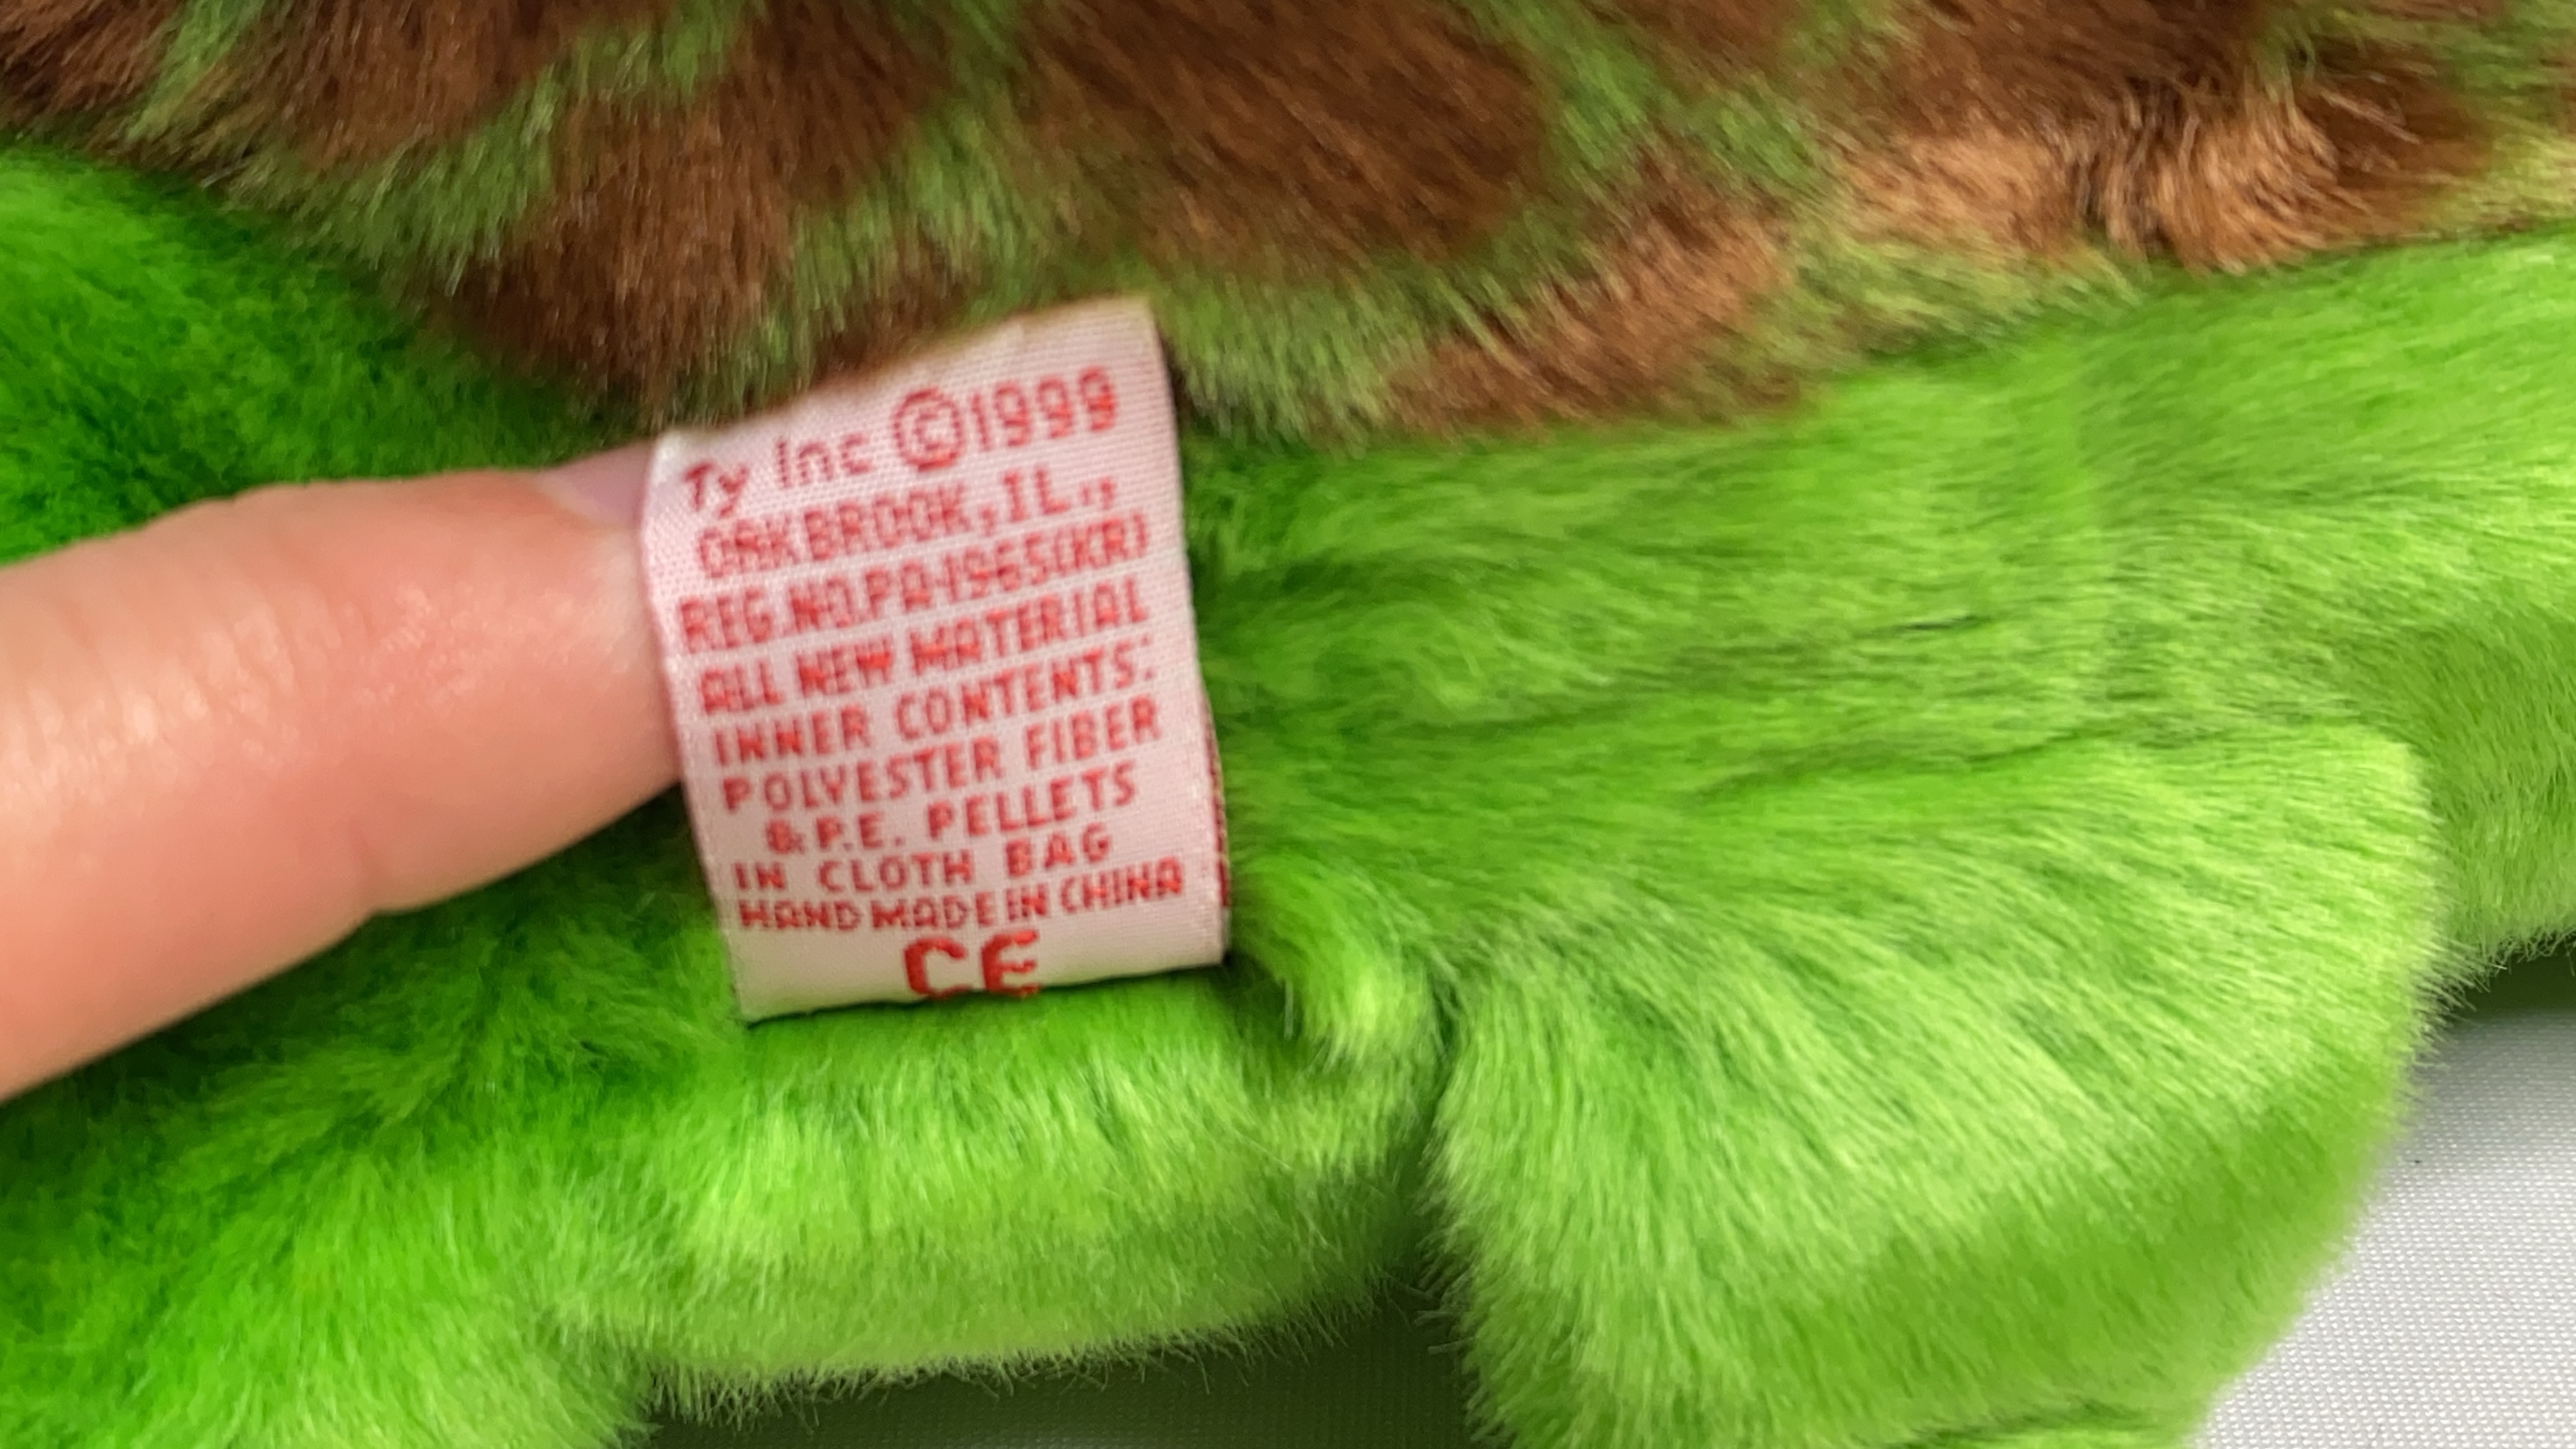 Ty Inc ©1999
OAKBROOK, IL.,
REG NO.PA-1965(KR)
ALL NEW MATERIAL
INNER CONTENTS:
POLYESTER FIBER
& P.E. PELLETS
IN CLOTH BAG
HAND MADE IN CHINA
CE